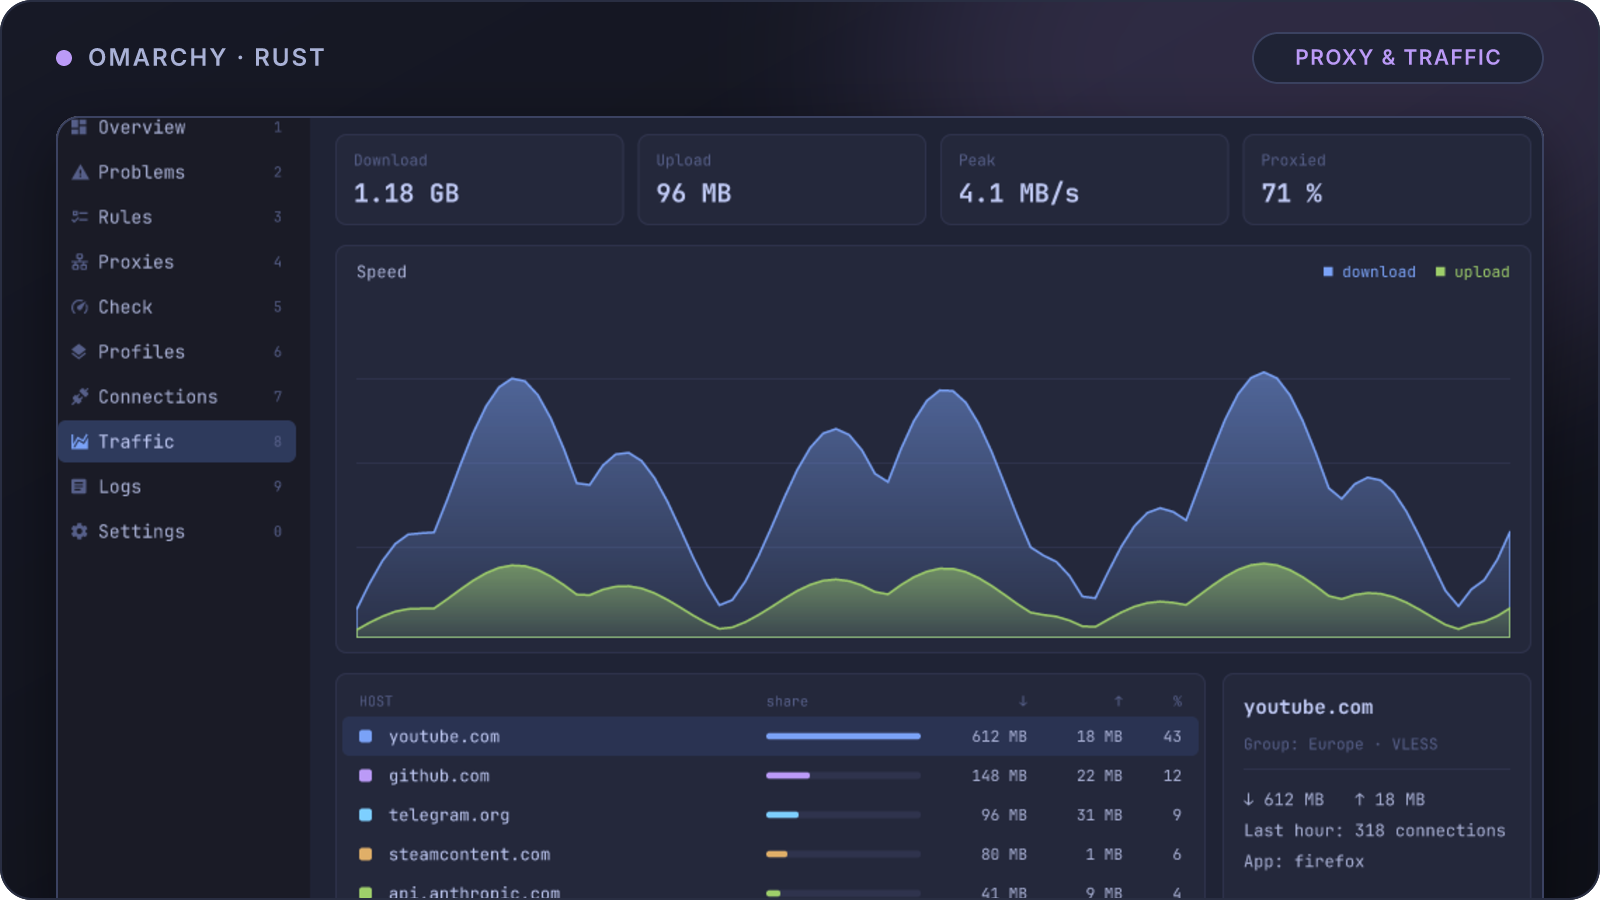 OMARCHY · RUST
PROXY & TRAFFIC
Overview 1
Problems 2
Rules 3
Proxies 4
Check 5
Profiles 6
Connections 7
Traffic 8
Logs 9
Settings 0
Download
1.18 GB
Upload
96 MB
Peak
4.1 MB/s
Proxied
71 %
Speed
download upload
HOST share ↓ ↑ %
youtube.com 612 MB 18 MB 43
github.com 148 MB 22 MB 12
telegram.org 96 MB 31 MB 9
steamcontent.com 80 MB 1 MB 6
api.anthropic.com 41 MB 9 MB 4
youtube.com
Group: Europe · VLESS
↓ 612 MB ↑ 18 MB
Last hour: 318 connections
App: firefox